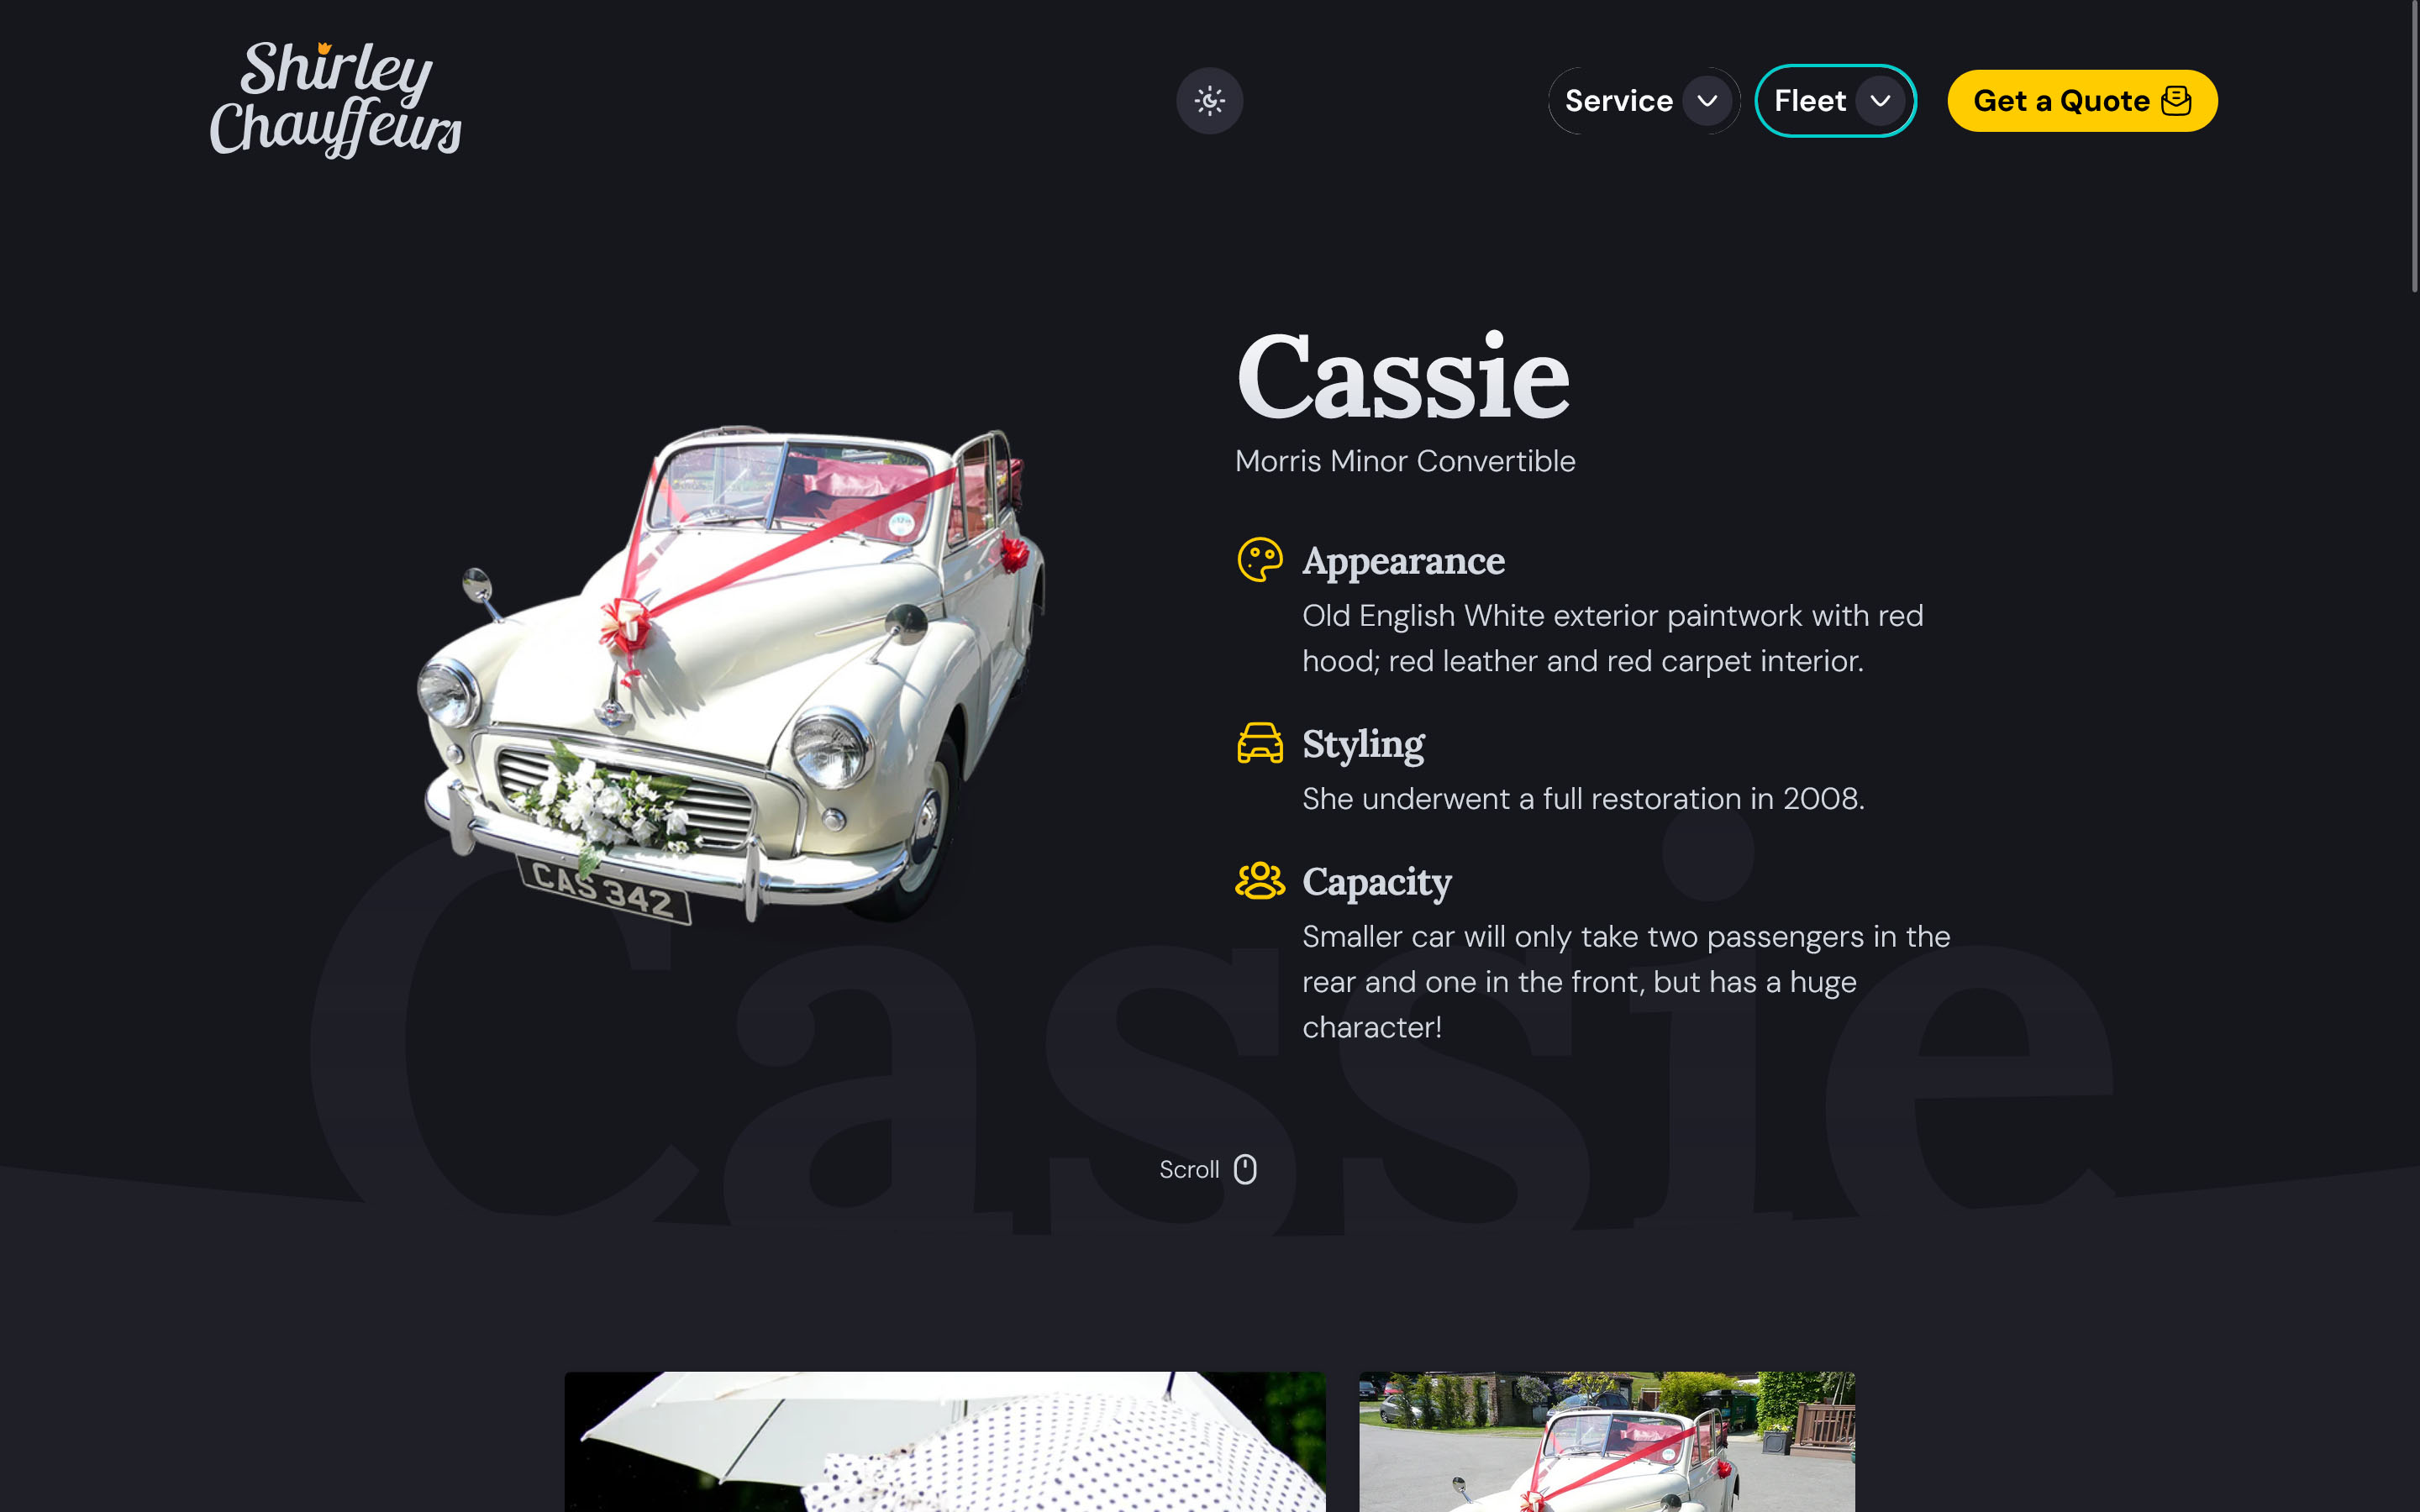 Shirley
Chauffeurs
Service
Fleet
Get a Quote
Cassie
Morris Minor Convertible
Appearance
Old English White exterior paintwork with red
hood; red leather and red carpet interior.
Styling
She underwent a full restoration in 2008.
Capacity
Smaller car will only take two passengers in the
rear and one in the front, but has a huge
character!
CAS 342
Cassie
Scroll